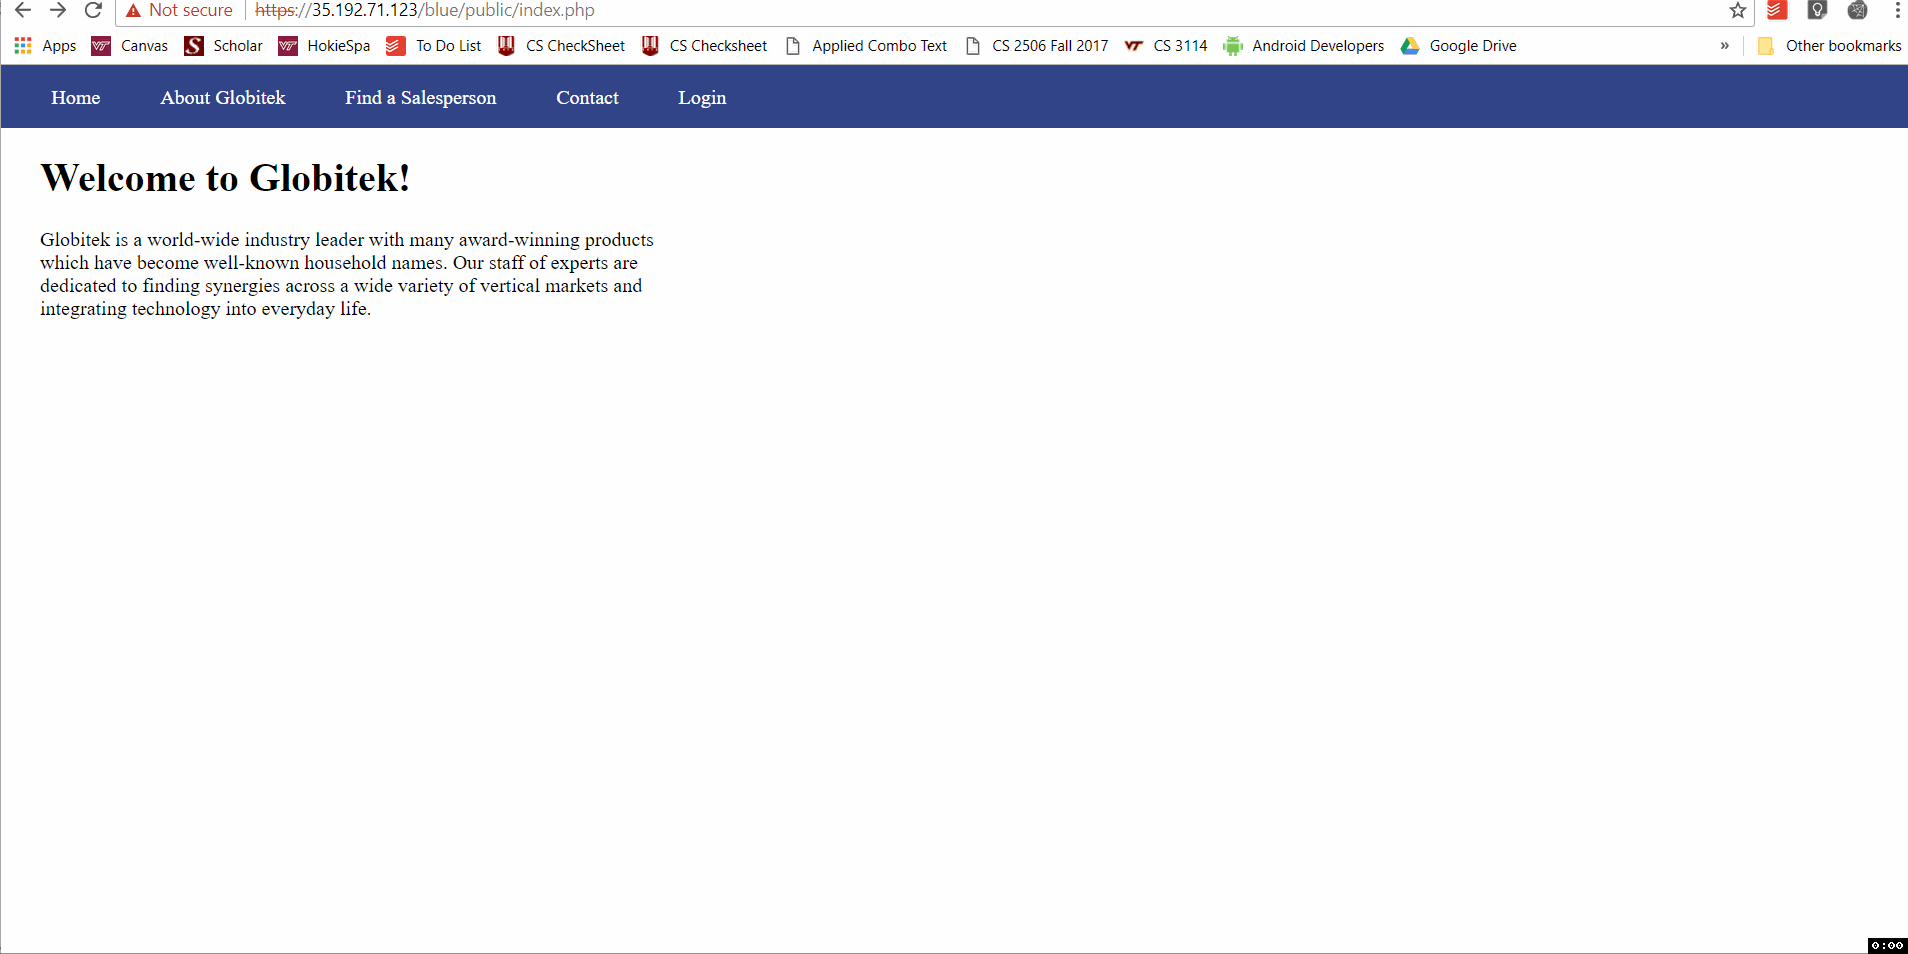 Not secure https://35.192.71.123/blue/public/index.php
Apps Canvas Scholar HokieSpa To Do List CS CheckSheet CS Checksheet Applied Combo Text CS 2506 Fall 2017 CS 3114 Android Developers Google Drive » Other bookmarks
Home About Globitek Find a Salesperson Contact Login
Welcome to Globitek!
Globitek is a world-wide industry leader with many award-winning products
which have become well-known household names. Our staff of experts are
dedicated to finding synergies across a wide variety of vertical markets and
integrating technology into everyday life.
0:00